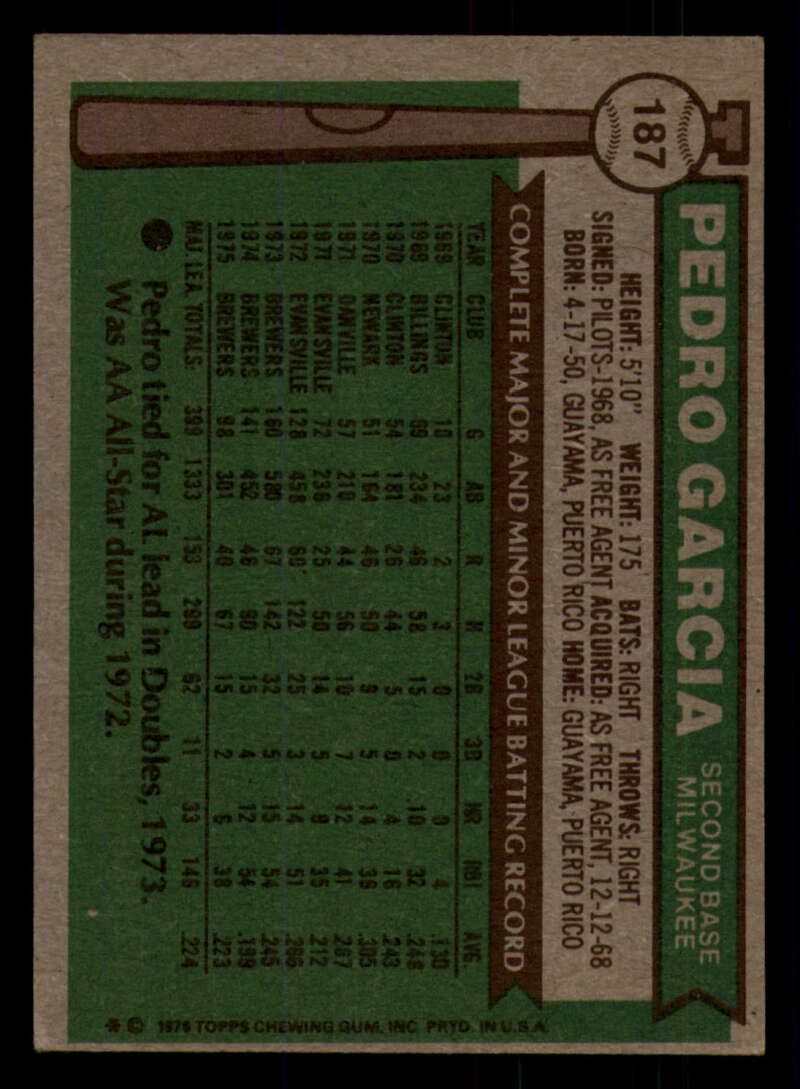 187
PEDRO GARCIA
SECOND BASE
MILWAUKEE
HEIGHT: 5'10" WEIGHT: 175 BATS: RIGHT THROWS: RIGHT
SIGNED: PILOTS-1968, AS FREE AGENT ACQUIRED: AS FREE AGENT, 12-12-68
BORN: 4-17-50, GUAYAMA, PUERTO RICO HOME: GUAYAMA, PUERTO RICO
COMPLETE MAJOR AND MINOR LEAGUE BATTING RECORD
YEAR CLUB G AB R H 2B 3B HR RBI AVG.
1969 CLINTON 10 23 2 3 0 0 0 4 .130
1969 BILLINGS 69 234 46 58 15 2 10 32 .248
1970 CLINTON 54 181 26 44 5 0 4 16 .243
1970 NEWARK 51 164 46 50 9 5 14 36 .305
1971 DANVILLE 57 210 44 56 10 7 12 41 .267
1971 EVANSVILLE 72 236 25 50 14 5 8 35 .212
1972 EVANSVILLE 128 458 60 122 25 3 14 51 .266
1973 BREWERS 160 580 67 142 32 5 15 54 .245
1974 BREWERS 141 452 46 90 15 4 12 54 .199
1975 BREWERS 98 301 40 67 15 2 6 38 .223
MAJ. LEA. TOTALS: 399 1333 153 299 62 11 33 146 .224
Pedro tied for AL lead in Doubles, 1973.
Was AA All-Star during 1972.
* © 1976 TOPPS CHEWING GUM, INC. PRTD. IN U.S.A.